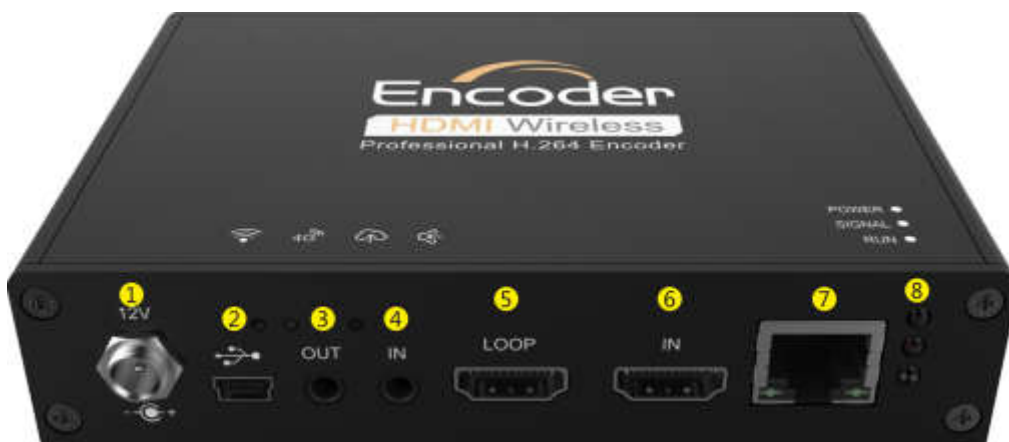 Encoder
HDMI Wireless
Professional H.264 Encoder
POWER
SIGNAL
4G
RUN
1
2
3
4
5
6
7
8
12V
OUT
IN
LOOP
IN